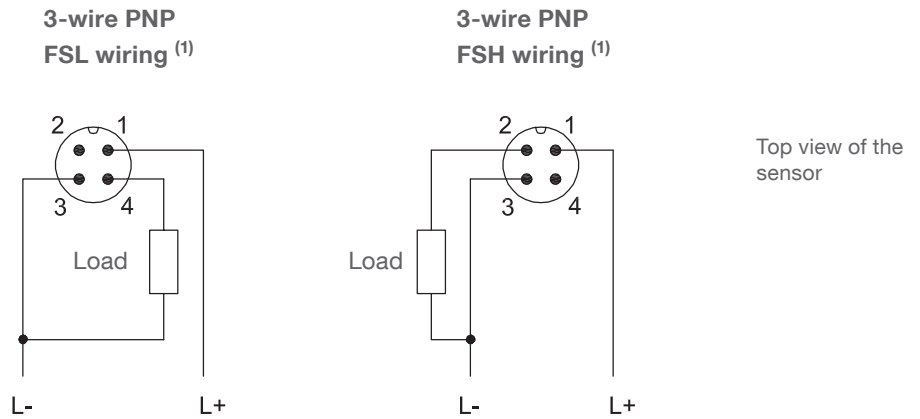 3-wire PNP
FSL wiring (1)
2 1
3 4
Load
L- L+
3-wire PNP
FSH wiring (1)
2 1
3 4
Load
L- L+
Top view of the
sensor